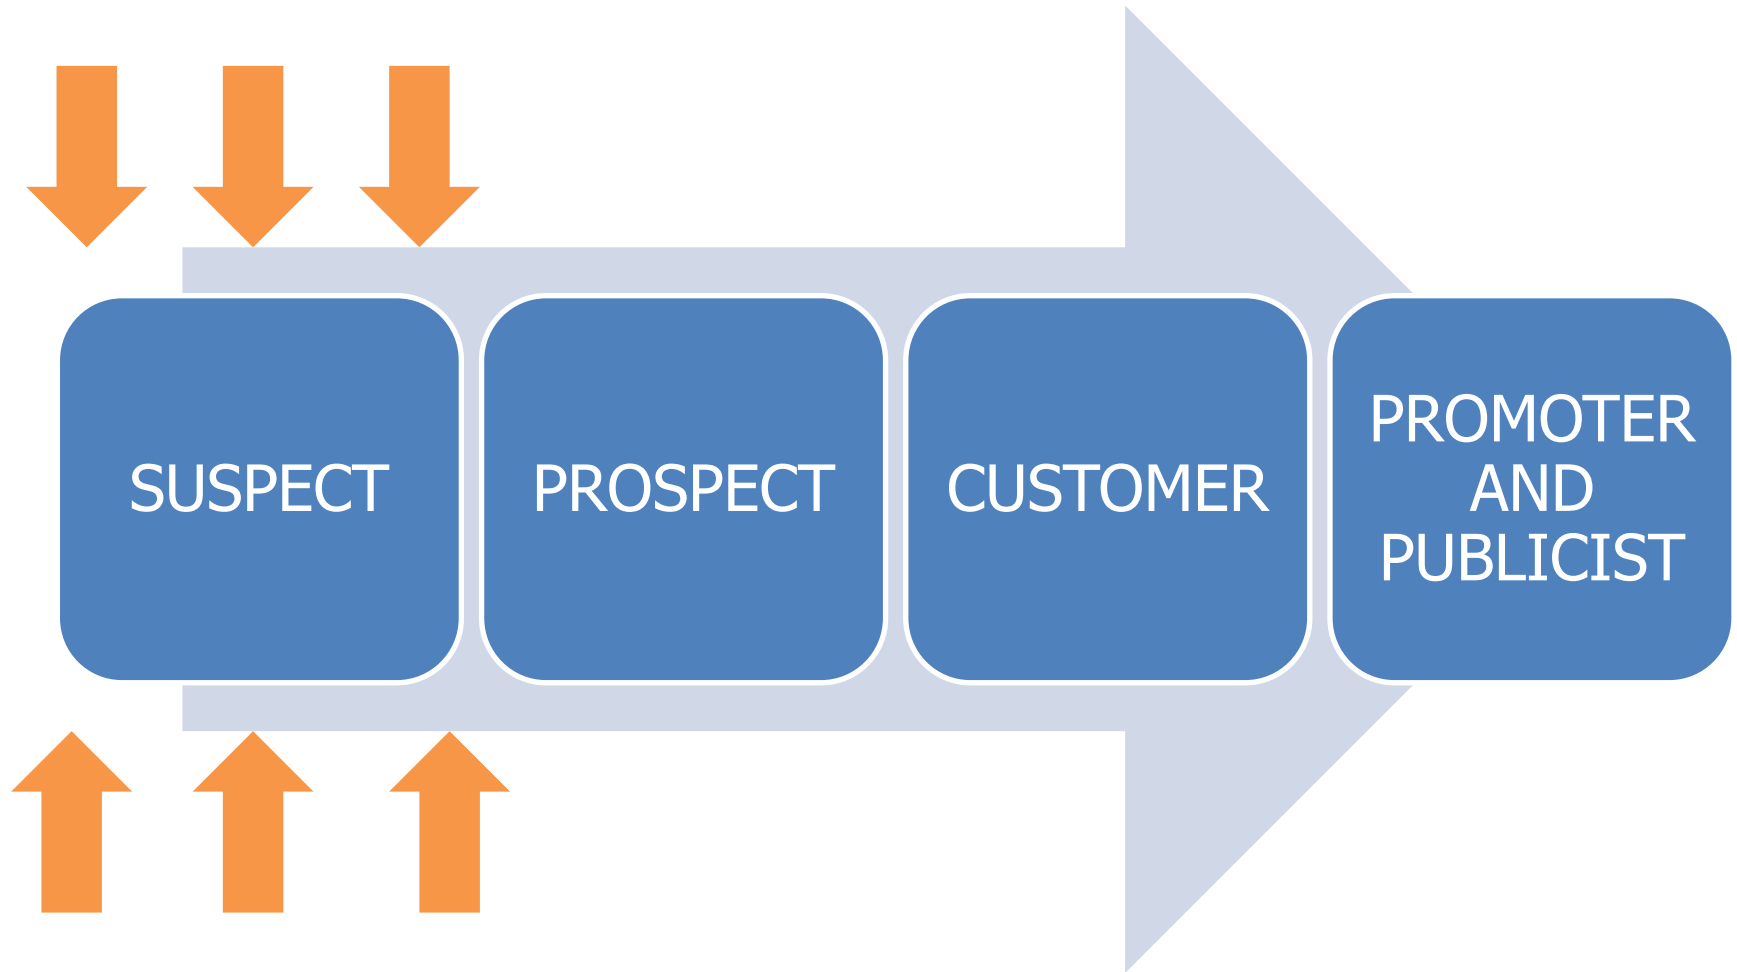 SUSPECT
PROSPECT
CUSTOMER
PROMOTER
AND
PUBLICIST